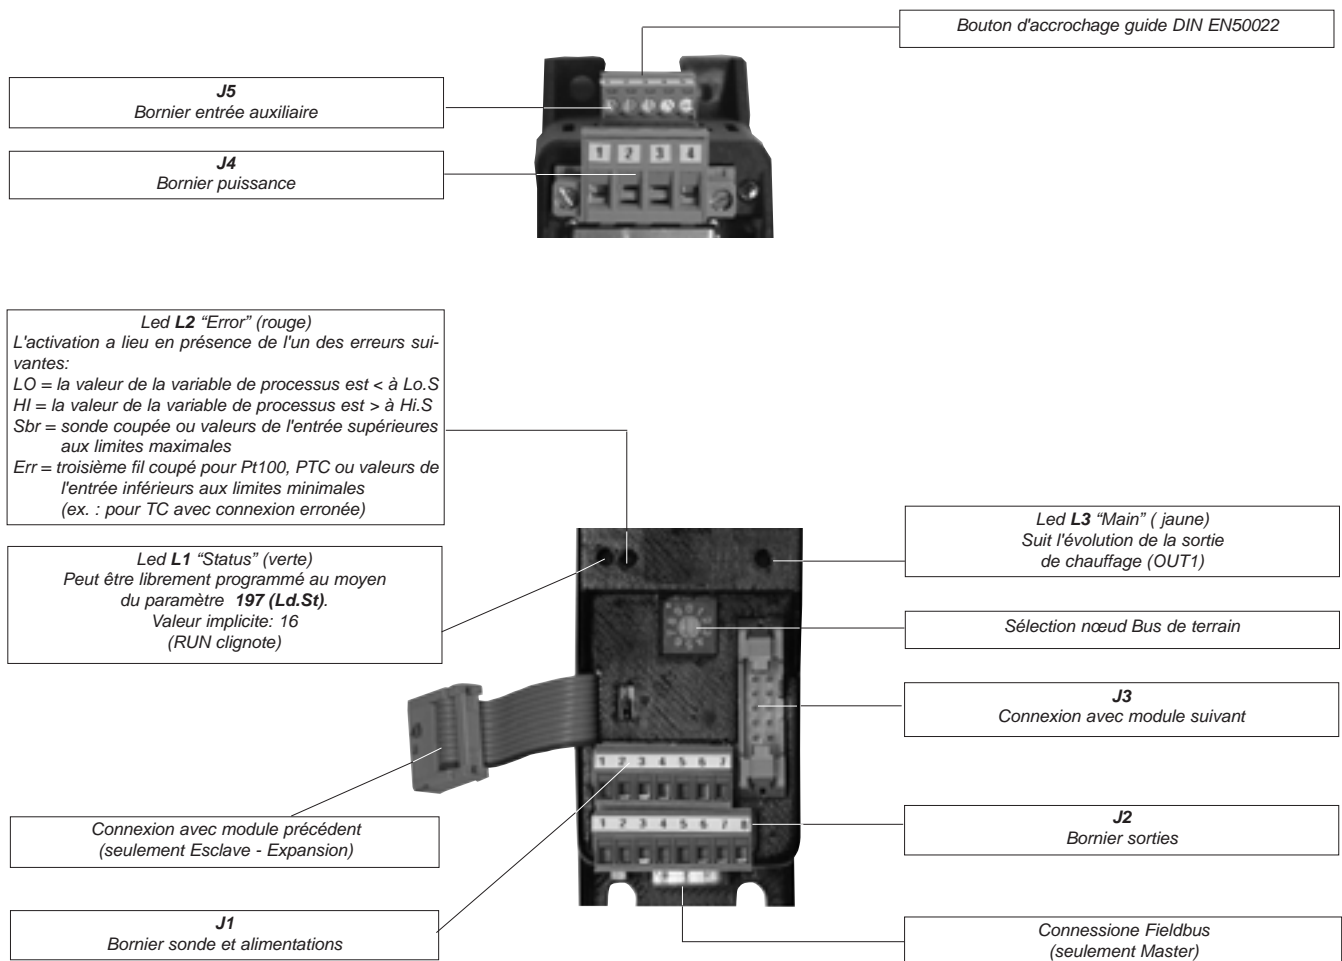 Bouton d'accrochage guide DIN EN50022
J5
Bornier entrée auxiliaire
1 2 3 4
J4
Bornier puissance
Led L2 “Error” (rouge)
L'activation a lieu en présence de l'un des erreurs sui-
vantes:
LO = la valeur de la variable de processus est < à Lo.S
HI = la valeur de la variable de processus est > à Hi.S
Sbr = sonde coupée ou valeurs de l'entrée supérieures
aux limites maximales
Err = troisième fil coupé pour Pt100, PTC ou valeurs de
l'entrée inférieurs aux limites minimales
(ex. : pour TC avec connexion erronée)
Led L3 “Main” ( jaune)
Suit l'évolution de la sortie
de chauffage (OUT1)
Led L1 “Status” (verte)
Peut être librement programmé au moyen
du paramètre 197 (Ld.St).
Valeur implicite: 16
(RUN clignote)
Sélection nœud Bus de terrain
J3
Connexion avec module suivant
1 2 3 4 5 6 7
1 2 3 4 5 6 7 8
Connexion avec module précédent
(seulement Esclave - Expansion)
J2
Bornier sorties
J1
Bornier sonde et alimentations
Connessione Fieldbus
(seulement Master)